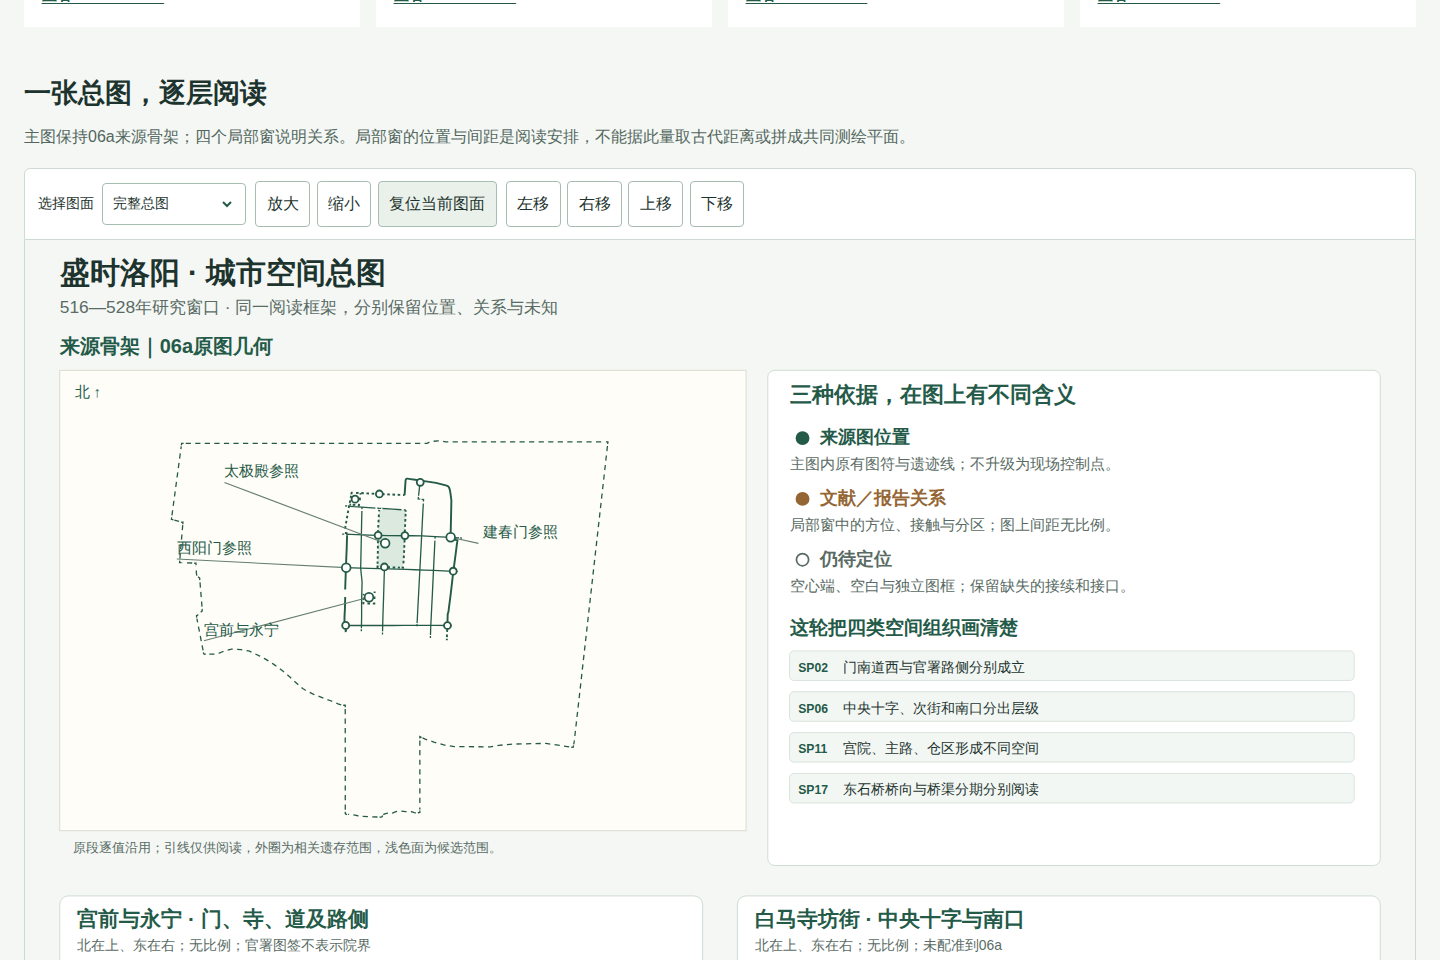 一张总图，逐层阅读
主图保持06a来源骨架；四个局部窗说明关系。局部窗的位置与间距是阅读安排，不能据此量取古代距离或拼成共同测绘平面。
选择图面 完整总图 放大 缩小 复位当前图面 左移 右移 上移 下移
盛时洛阳 · 城市空间总图
516—528年研究窗口 · 同一阅读框架，分别保留位置、关系与未知
来源骨架｜06a原图几何
北 ↑
太极殿参照
建春门参照
西阳门参照
宫前与永宁
原段逐值沿用；引线仅供阅读，外圈为相关遗存范围，浅色面为候选范围。
三种依据，在图上有不同含义
来源图位置
主图内原有图符与遗迹线；不升级为现场控制点。
文献／报告关系
局部窗中的方位、接触与分区；图上间距无比例。
仍待定位
空心端、空白与独立图框；保留缺失的接续和接口。
这轮把四类空间组织画清楚
SP02 门南道西与官署路侧分别成立
SP06 中央十字、次街和南口分出层级
SP11 宫院、主路、仓区形成不同空间
SP17 东石桥桥向与桥渠分期分别阅读
宫前与永宁 · 门、寺、道及路侧
北在上、东在右；无比例；官署图签不表示院界
白马寺坊街 · 中央十字与南口
北在上、东在右；无比例；未配准到06a